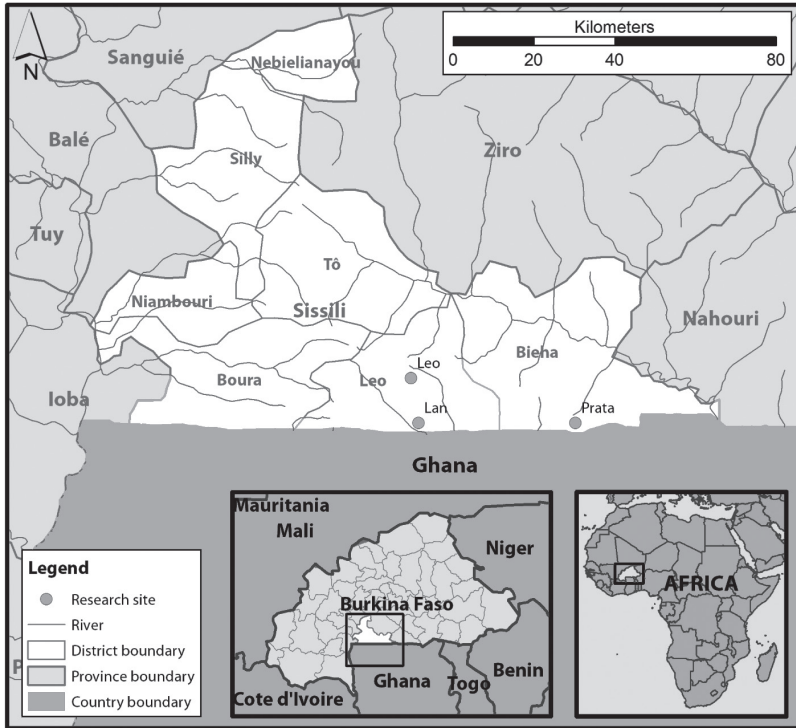 Kilometers
0 20 40 60 80
N
Sanguié
Nebielianayou
Balé
Silly
Ziro
Tuy
Tô
Niambouri
Sissili
Nahouri
Bieha
Leo
Boura
Leo
Ioba
Lan
Prata
Ghana
Legend
Research site
River
District boundary
Province boundary
Country boundary
P
Mauritania
Mali
Niger
Burkina Faso
Benin
Ghana
Togo
Cote d'Ivoire
AFRICA